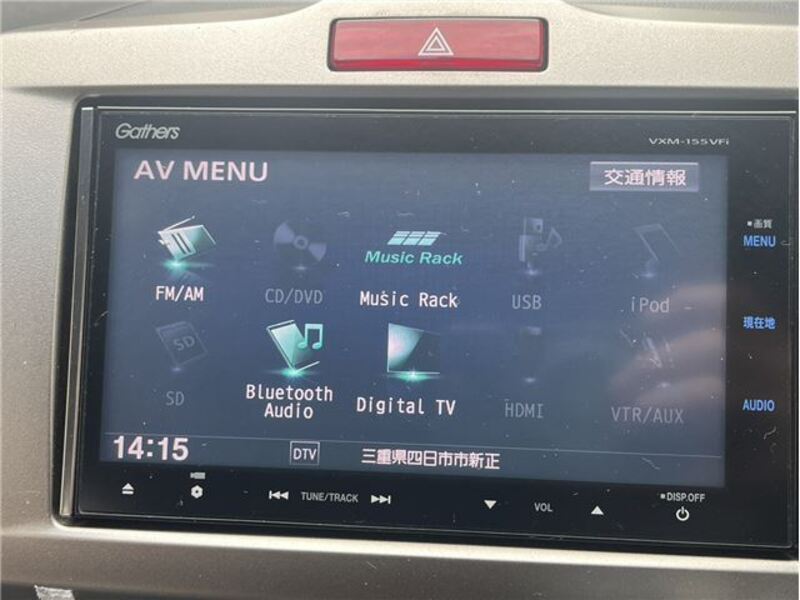 Gathers
VXM-155VFi
AV MENU
交通情報
画質
MENU
Music Rack
FM/AM
CD/DVD
Music Rack
USB
iPod
現在地
SD
SD
Bluetooth
Audio
Digital TV
HDMI
VTR/AUX
AUDIO
14:15
DTV
三重県四日市市新正
TUNE/TRACK
VOL
DISP.OFF